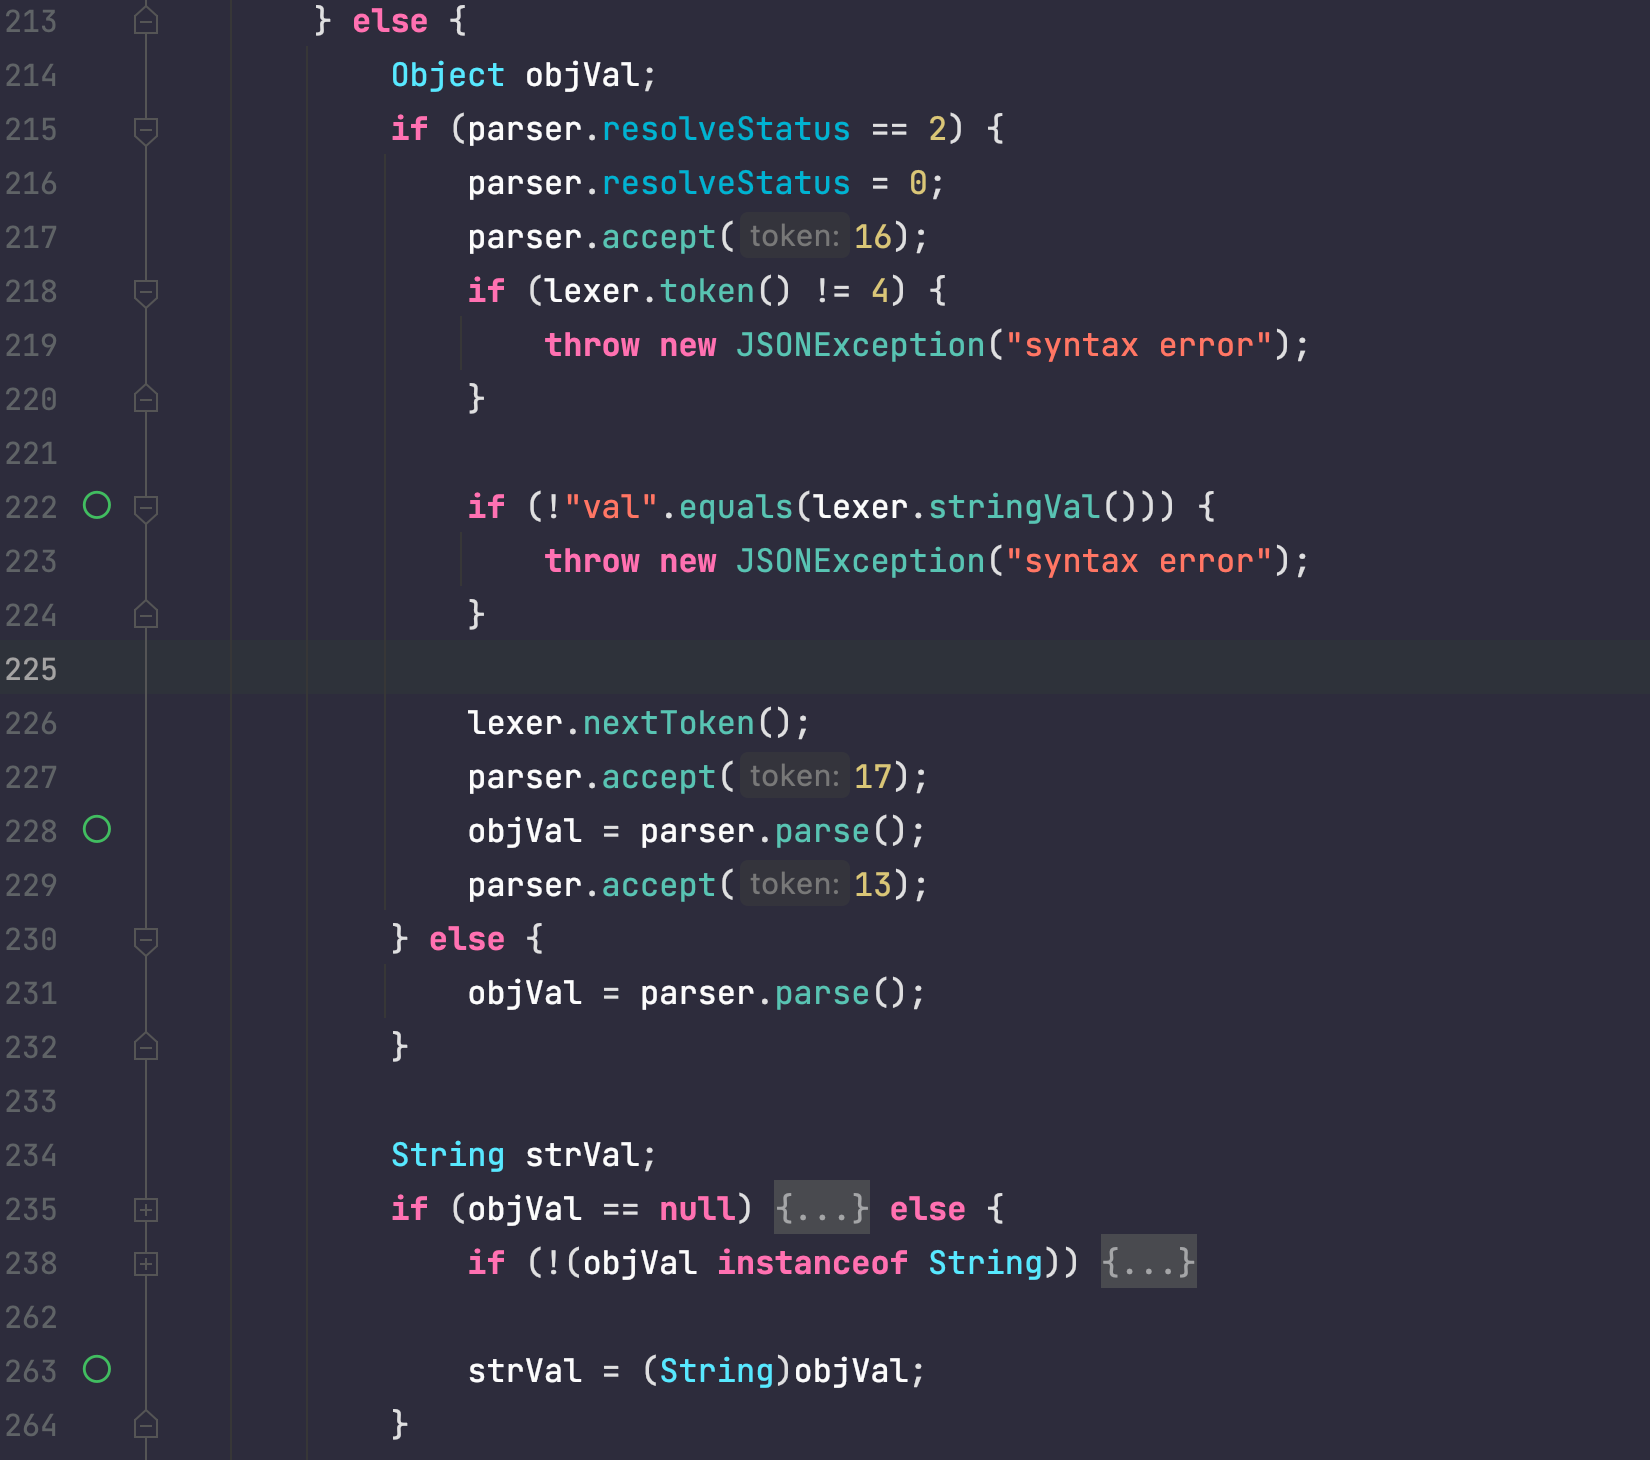 213 } else {
214 Object objVal;
215 if (parser.resolveStatus == 2) {
216 parser.resolveStatus = 0;
217 parser.accept( token: 16);
218 if (lexer.token() != 4) {
219 throw new JSONException("syntax error");
220 }
221
222 if (!"val".equals(lexer.stringVal())) {
223 throw new JSONException("syntax error");
224 }
225
226 lexer.nextToken();
227 parser.accept( token: 17);
228 objVal = parser.parse();
229 parser.accept( token: 13);
230 } else {
231 objVal = parser.parse();
232 }
233
234 String strVal;
235 if (objVal == null) {...} else {
238 if (!(objVal instanceof String)) {...}
262
263 strVal = (String)objVal;
264 }